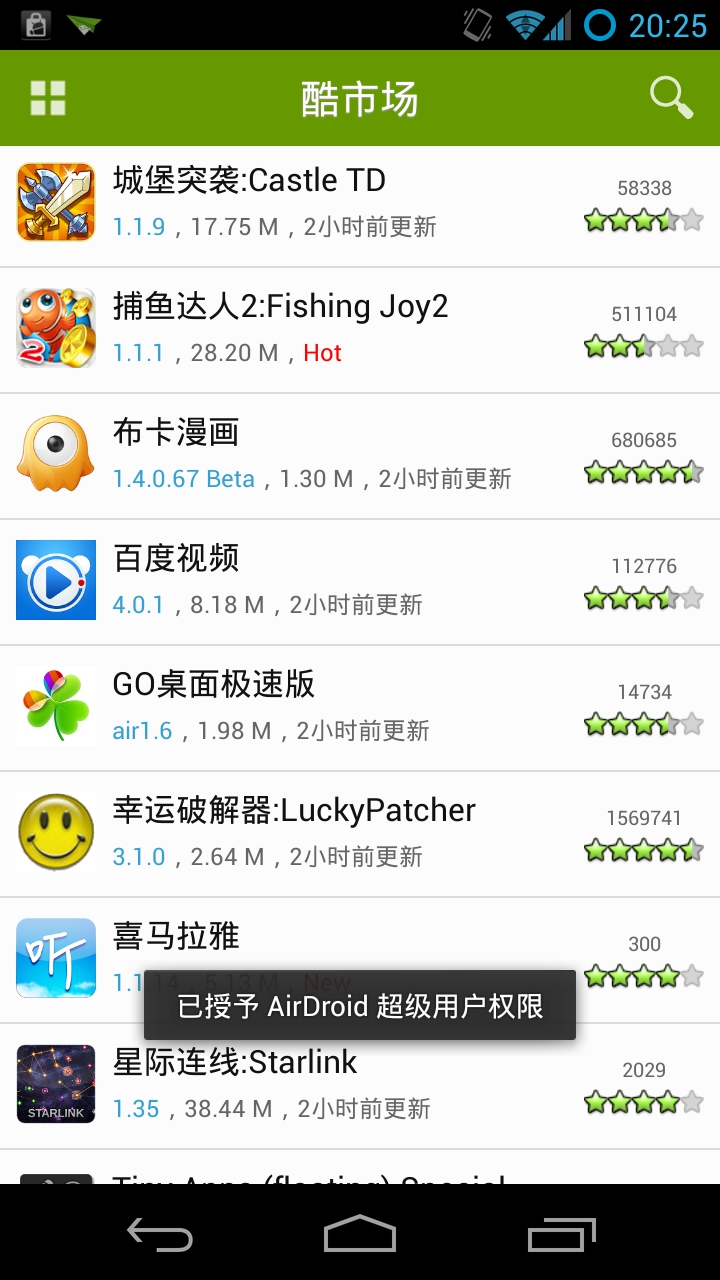 20:25
酷市场
城堡突袭:Castle TD
58338
1.1.9 , 17.75 M , 2小时前更新
捕鱼达人2:Fishing Joy2
511104
1.1.1 , 28.20 M , Hot
2
布卡漫画
680685
1.4.0.67 Beta , 1.30 M , 2小时前更新
百度视频
112776
4.0.1 , 8.18 M , 2小时前更新
GO桌面极速版
14734
air1.6 , 1.98 M , 2小时前更新
幸运破解器:LuckyPatcher
1569741
3.1.0 , 2.64 M , 2小时前更新
喜马拉雅
300
听
1.1.14 , 5.13 M , New
已授予 AirDroid 超级用户权限
星际连线:Starlink
2029
STARLINK
1.35 , 38.44 M , 2小时前更新
Tiny Apps (floating) Special